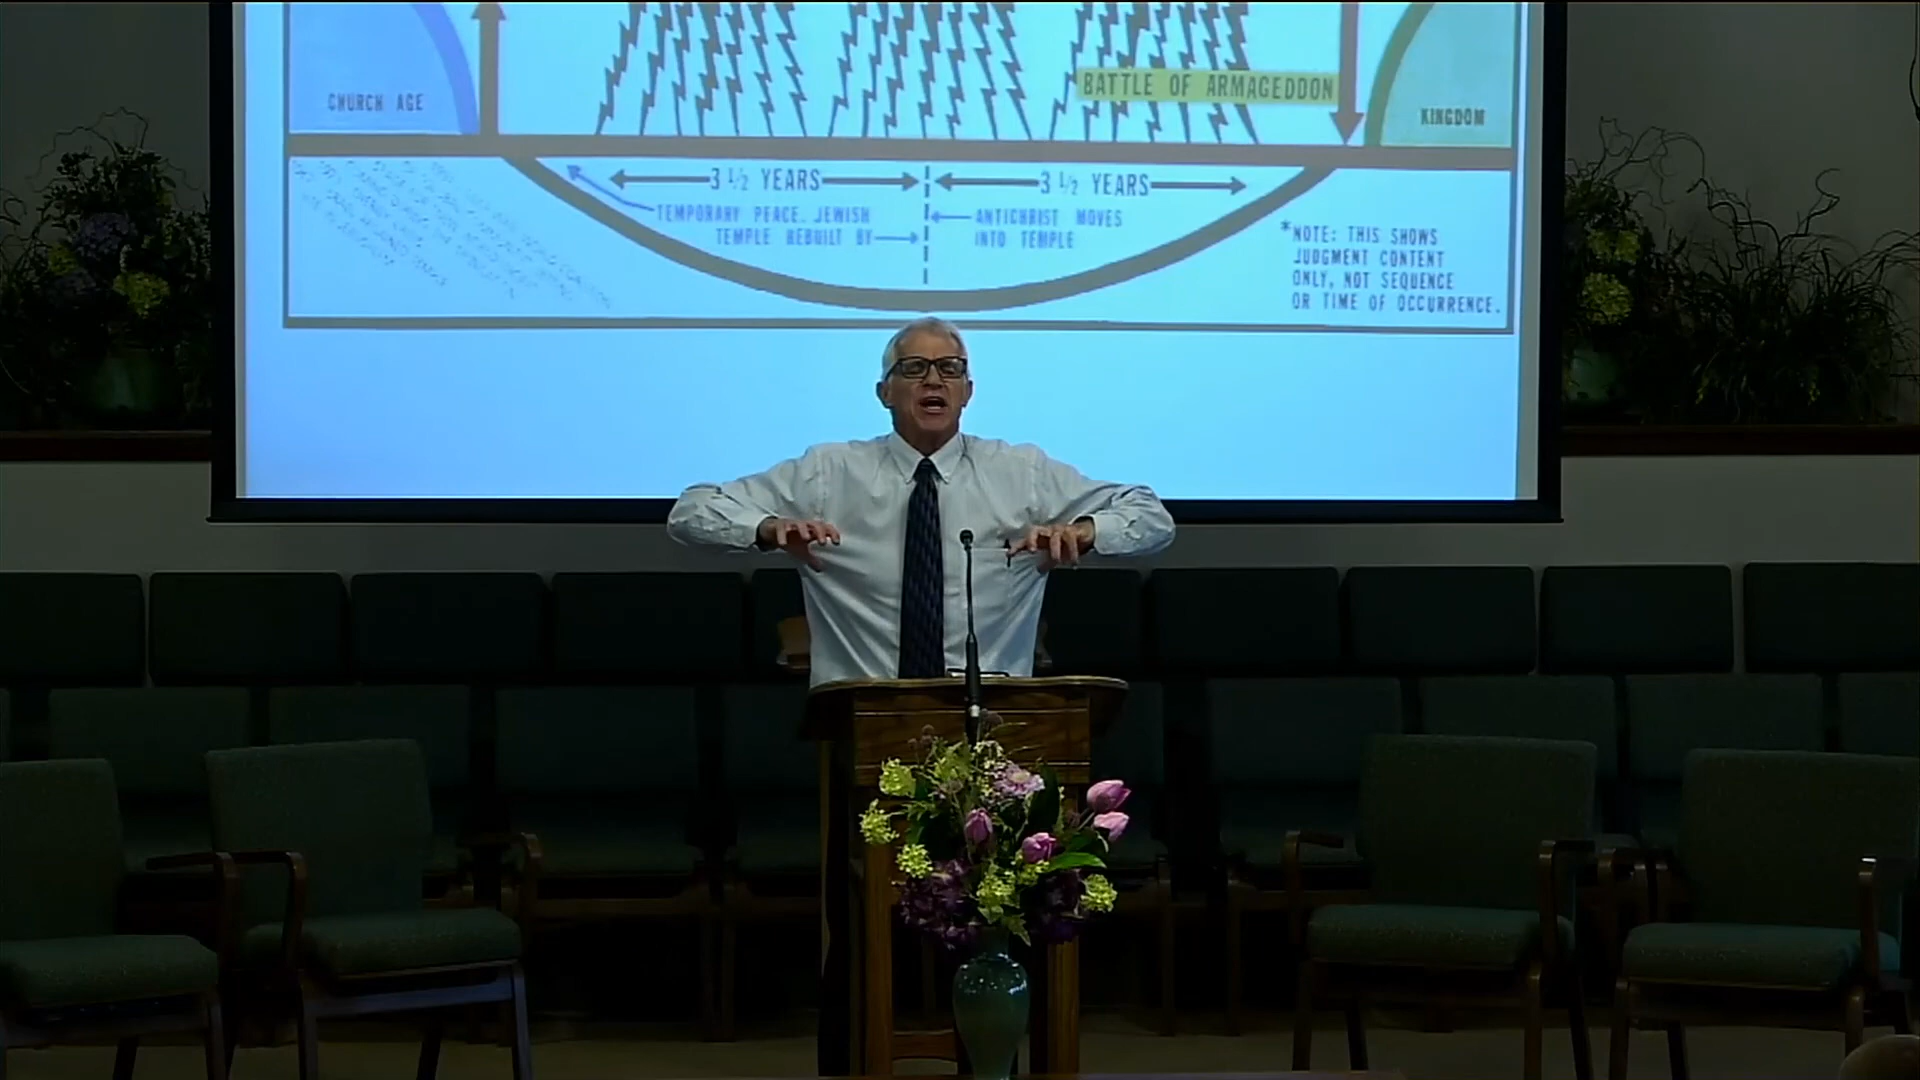 BATTLE OF ARMAGEDDON
CHURCH AGE
KINGDOM
3 1/2 YEARS
3 1/2 YEARS
TEMPORARY PEACE. JEWISH
TEMPLE REBUILT BY
ANTICHRIST MOVES
INTO TEMPLE
*NOTE: THIS SHOWS
JUDGMENT CONTENT
ONLY, NOT SEQUENCE
OR TIME OF OCCURRENCE.